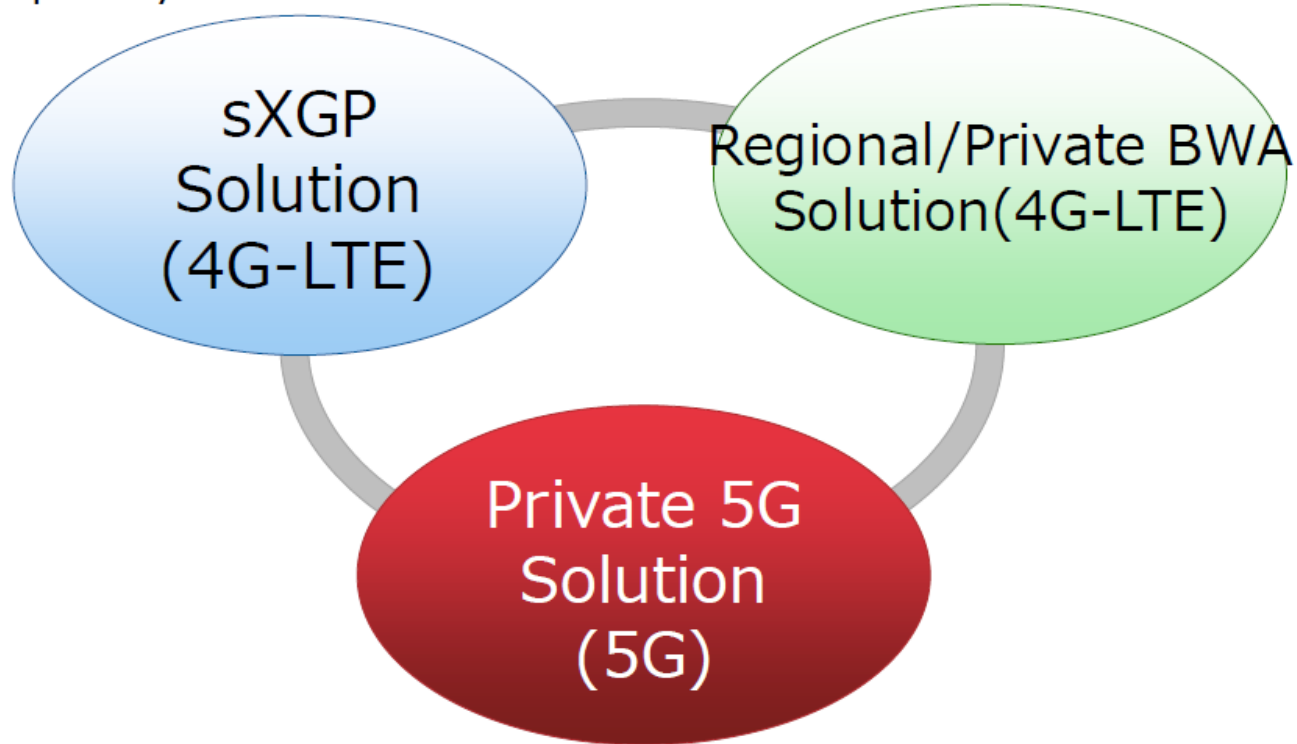 sXGP
Solution
(4G-LTE)
Regional/Private BWA
Solution(4G-LTE)
Private 5G
Solution
(5G)